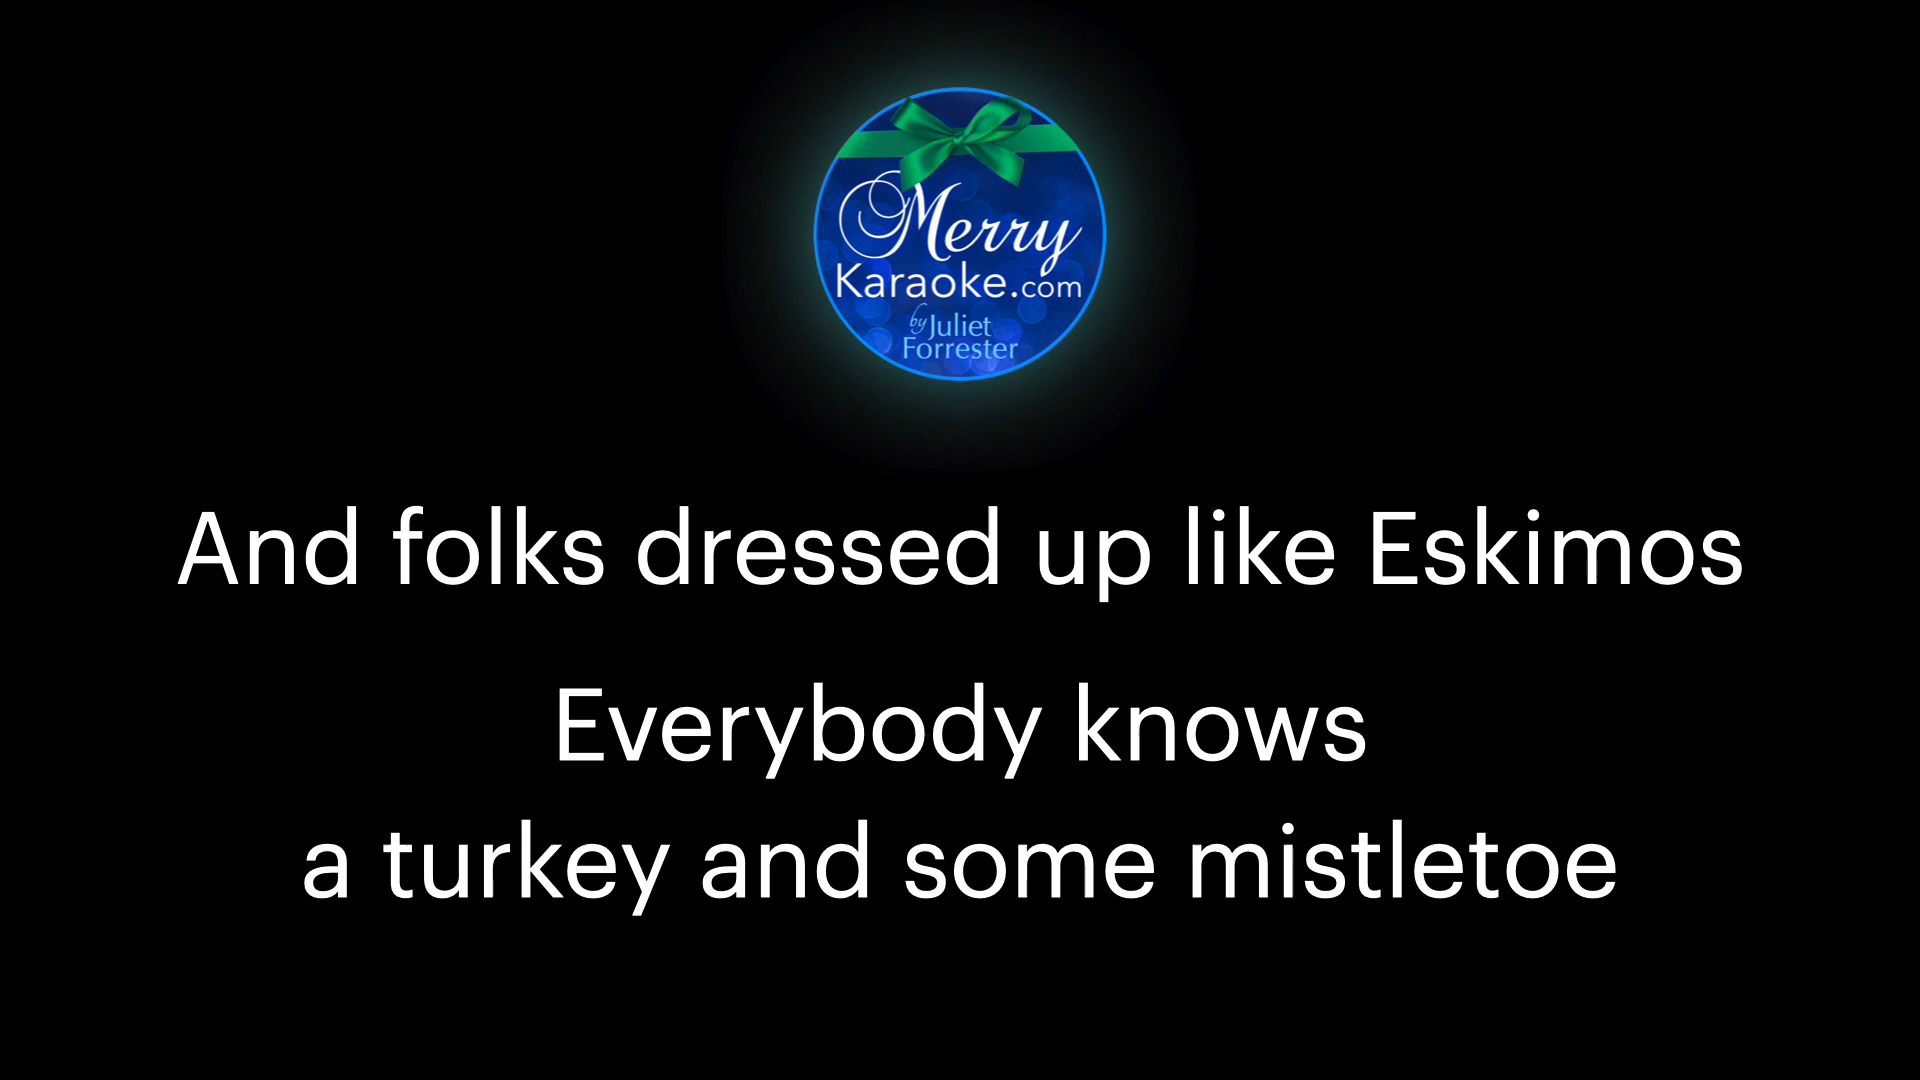 Merry
Karaoke.com
by Juliet
Forrester
And folks dressed up like Eskimos
Everybody knows
a turkey and some mistletoe